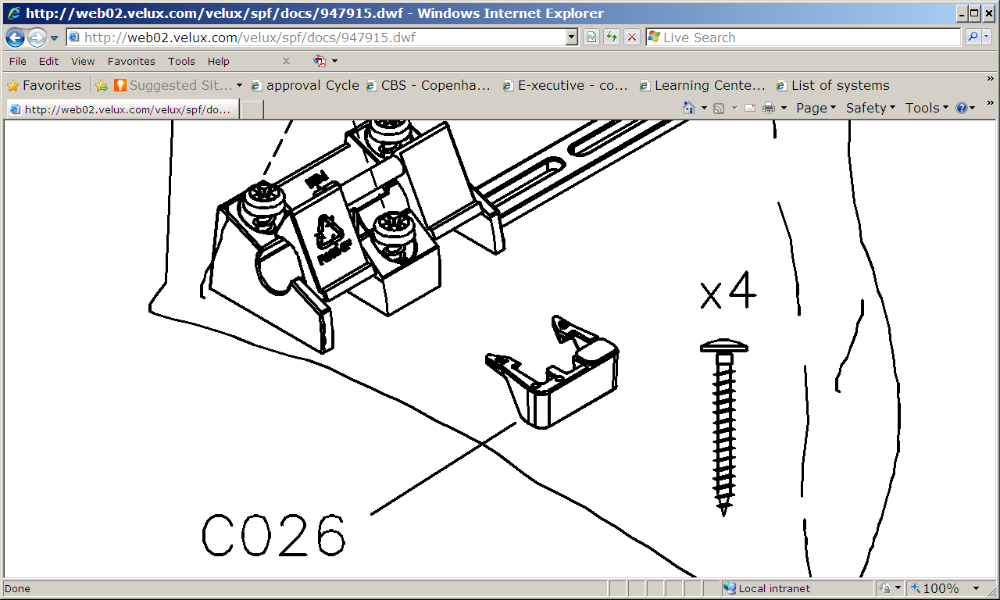 http://web02.velux.com/velux/spf/docs/947915.dwf - Windows Internet Explorer
http://web02.velux.com/velux/spf/docs/947915.dwf
Live Search
File Edit View Favorites Tools Help x
Favorites Suggested Sit... approval Cycle CBS - Copenha... E-xecutive - co... Learning Cente... List of systems »
http://web02.velux.com/velux/spf/do... Page Safety Tools »
x4
C026
Done Local intranet 100%